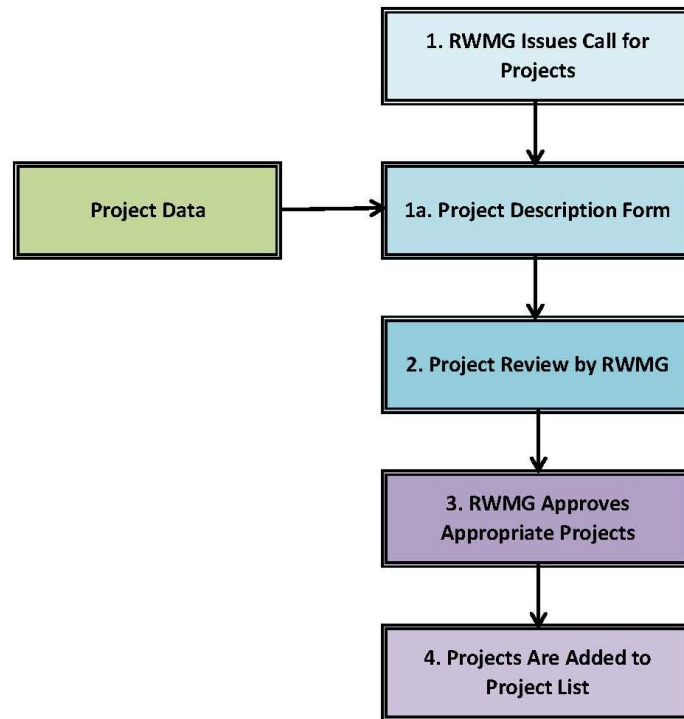 1. RWMG Issues Call for
Projects
Project Data
1a. Project Description Form
2. Project Review by RWMG
3. RWMG Approves
Appropriate Projects
4. Projects Are Added to
Project List